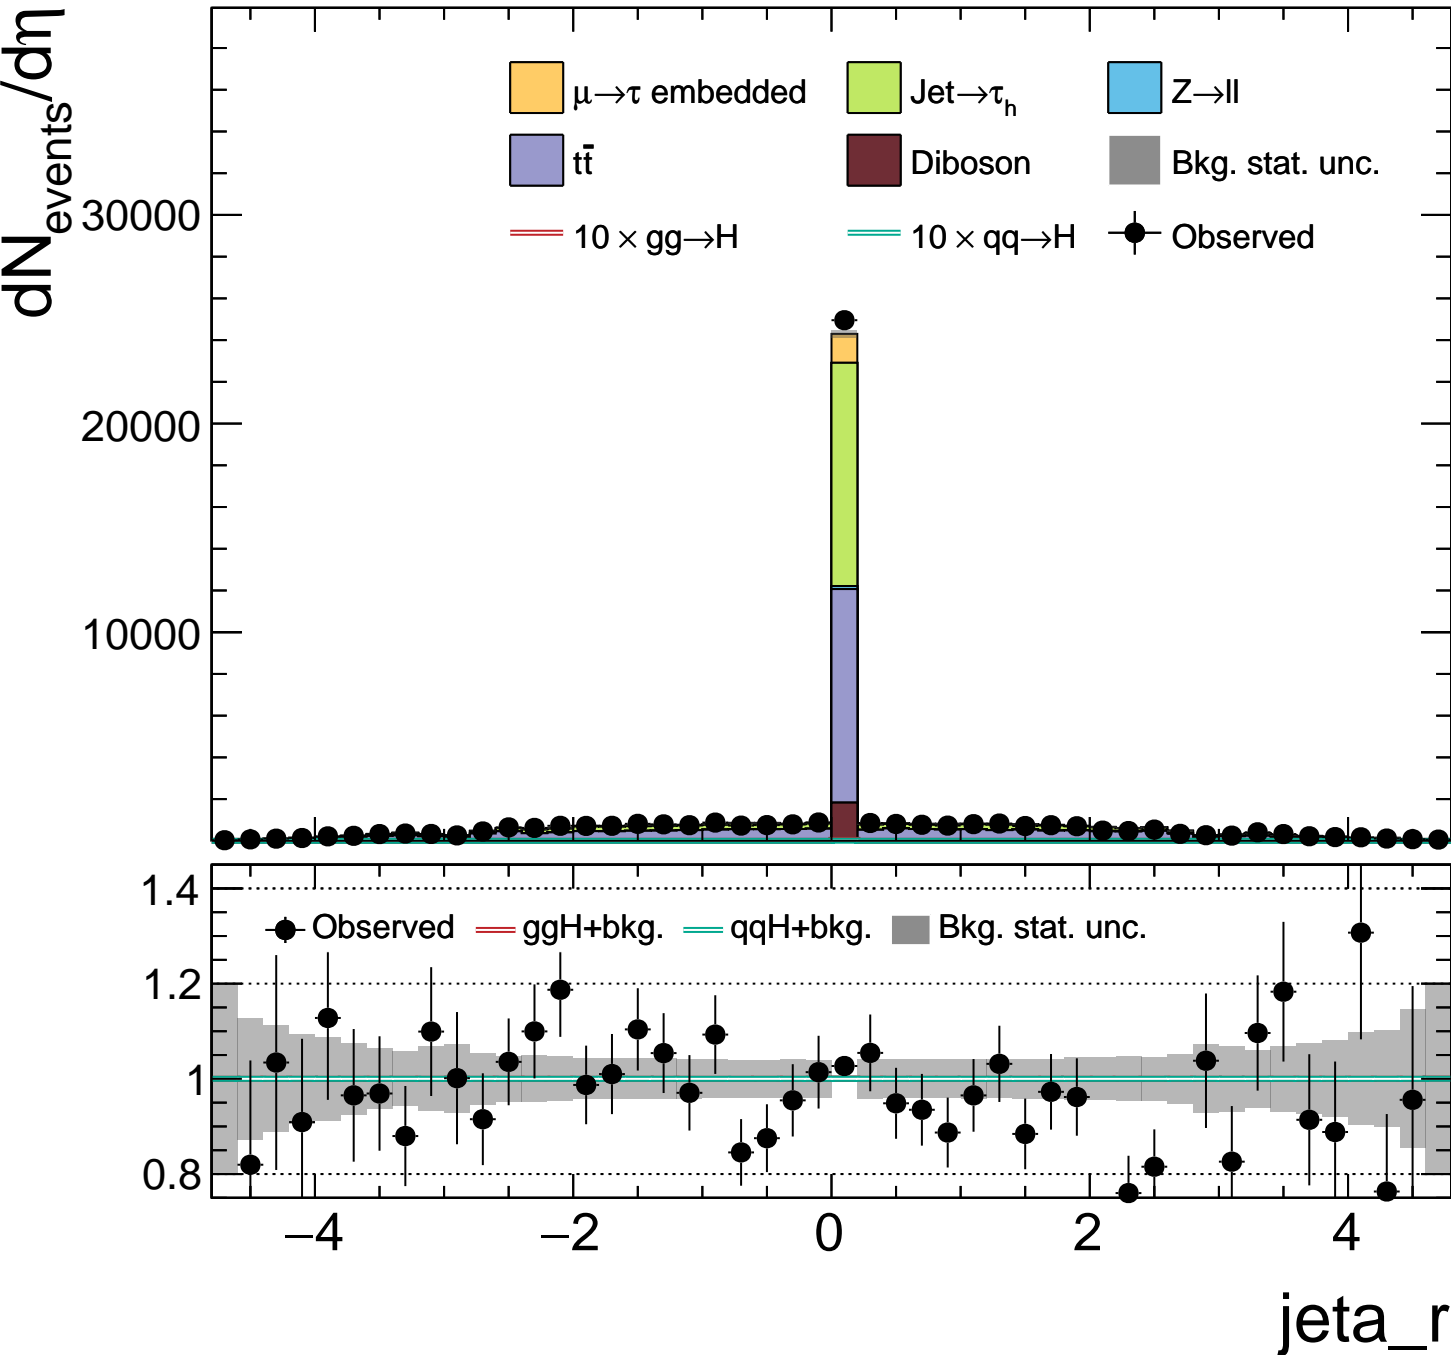 dN_events/dη
μ→τ embedded
Jet→τ_h
Z→ll
tt̄
Diboson
Bkg. stat. unc.
10 × gg→H
10 × qq→H
Observed
30000
20000
10000
1.4
1.2
1
0.8
Observed
ggH+bkg.
qqH+bkg.
Bkg. stat. unc.
−4 −2 0 2 4
jeta_r